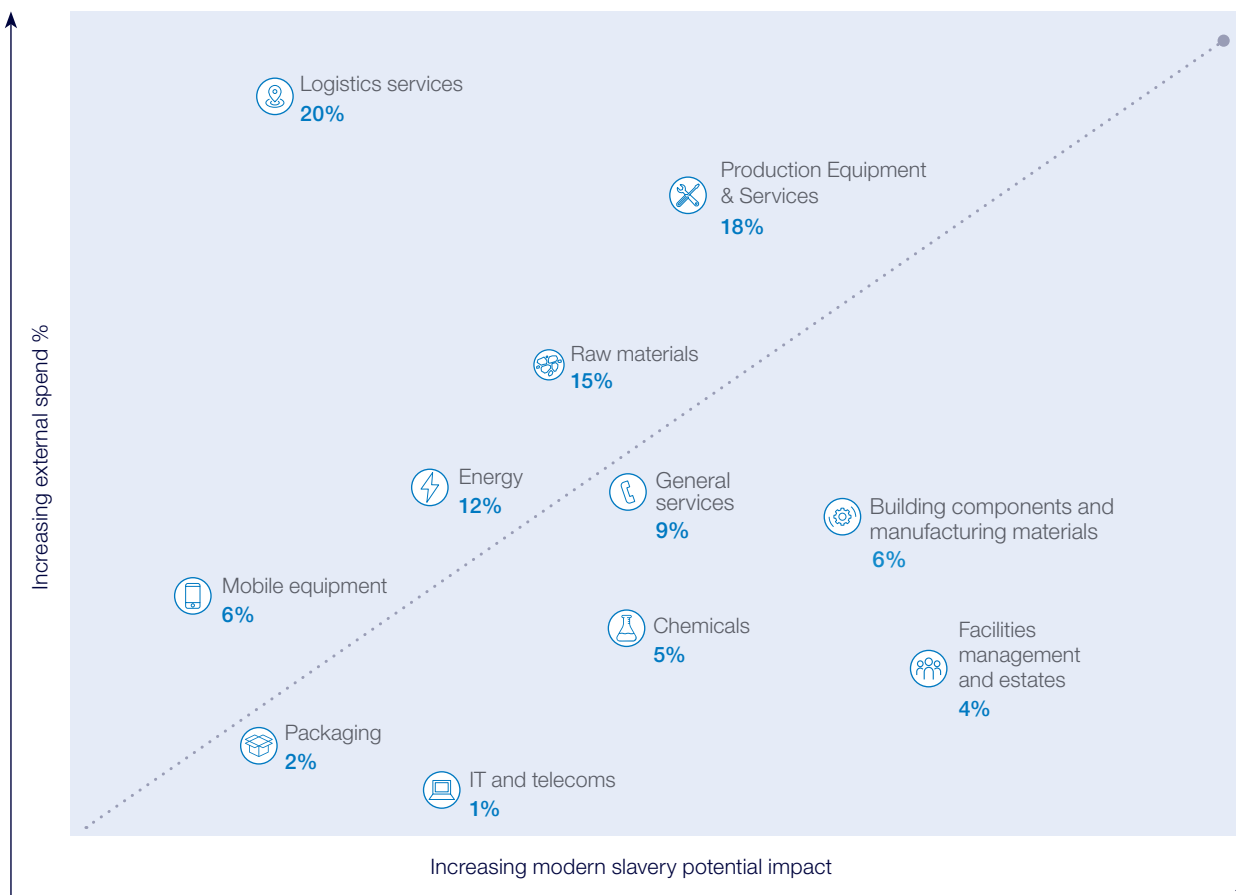 Increasing external spend %
Logistics services
20%
Production Equipment
& Services
18%
Raw materials
15%
Energy
12%
General
services
9%
Building components and
manufacturing materials
6%
Mobile equipment
6%
Chemicals
5%
Facilities
management
and estates
4%
Packaging
2%
IT and telecoms
1%
Increasing modern slavery potential impact